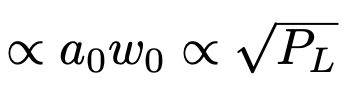 ∝ a₀w₀ ∝ √P_L